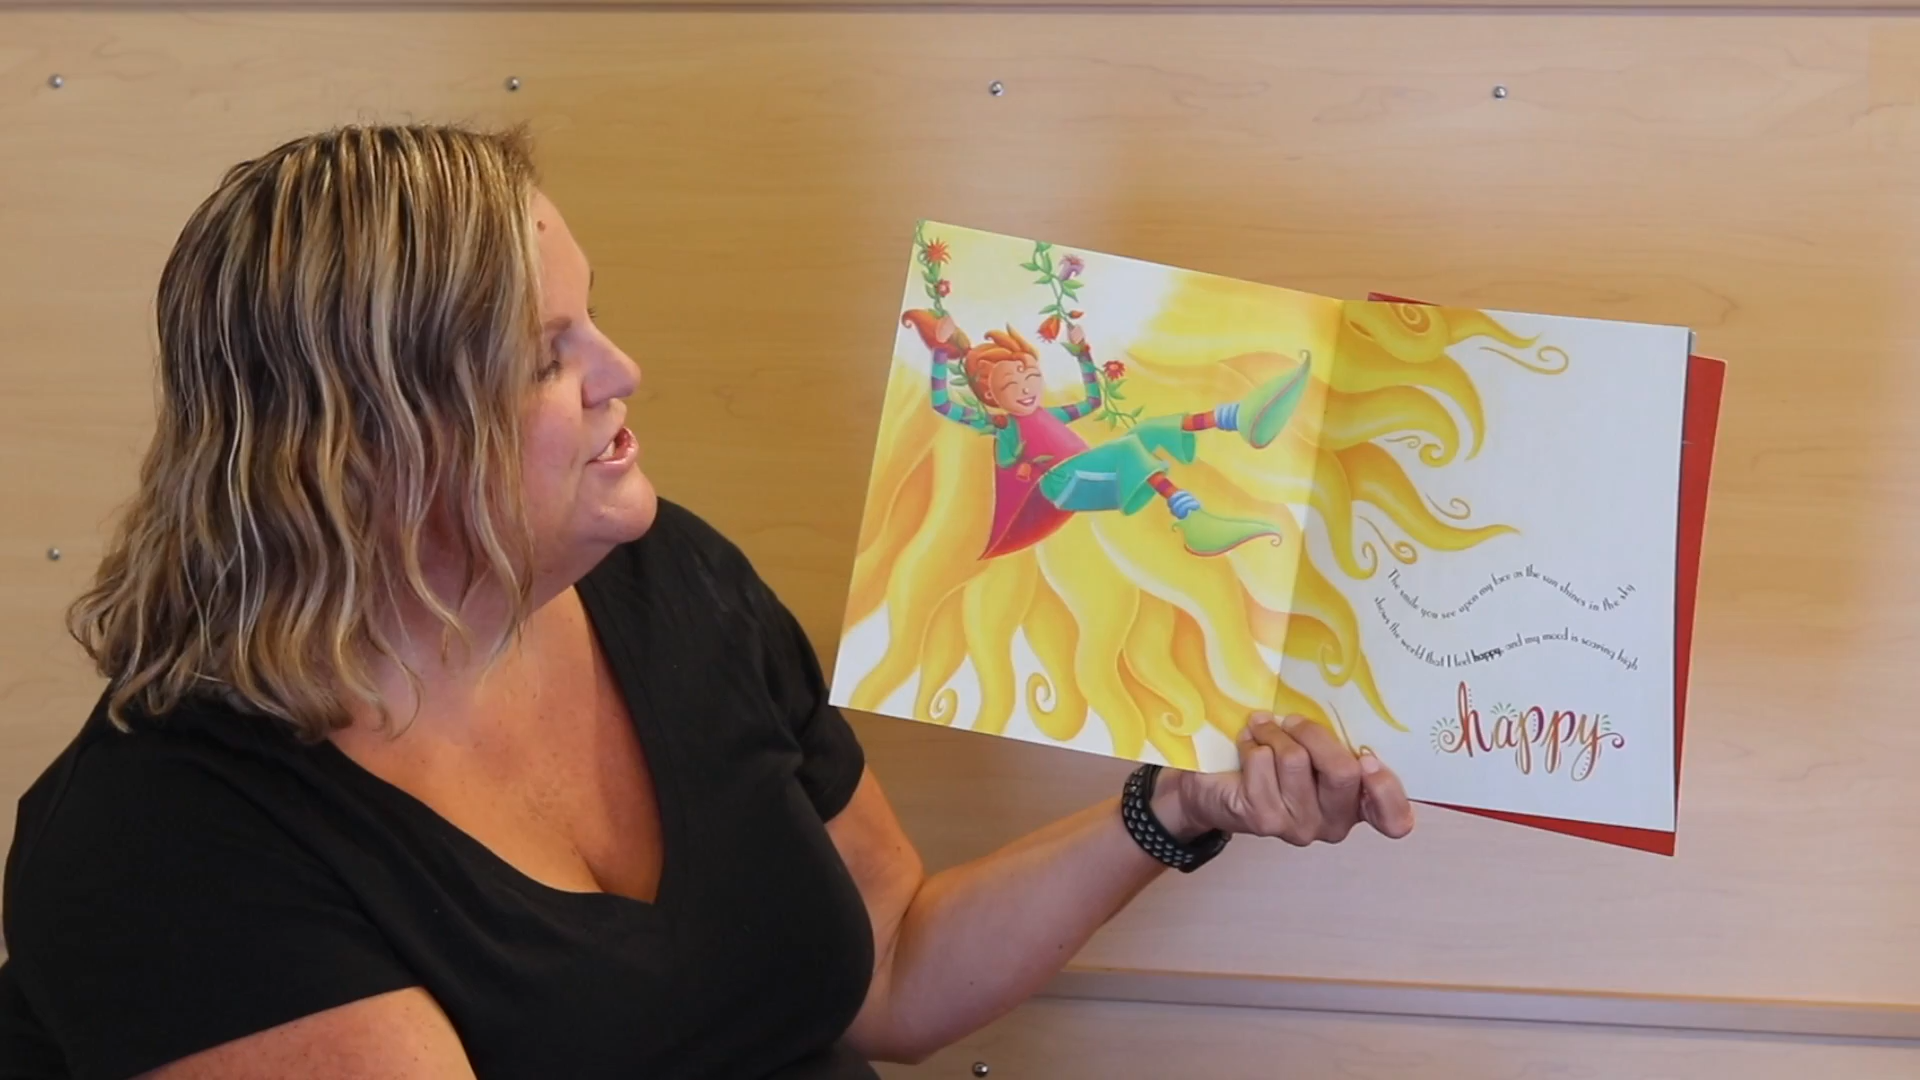 The smile you see upon my face as the sun shines in the sky
shows the world that I feel happy, and my mood is soaring high
happy